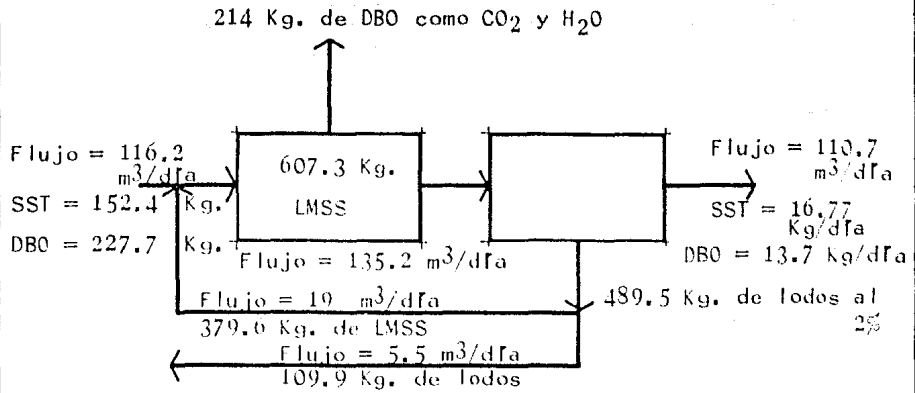 214 Kg. de DBO como CO2 y H2O
Flujo = 116.2
m3/día
SST = 152.4 Kg.
DBO = 227.7 Kg.
607.3 Kg.
LMSS
Flujo = 135.2 m3/día
Flujo = 110.7
m3/día
SST = 16.77
Kg/día
DBO = 13.7 Kg/día
Flujo = 19 m3/día
379.6 Kg. de LMSS
489.5 Kg. de lodos al
2%
Flujo = 5.5 m3/día
109.9 Kg. de lodos